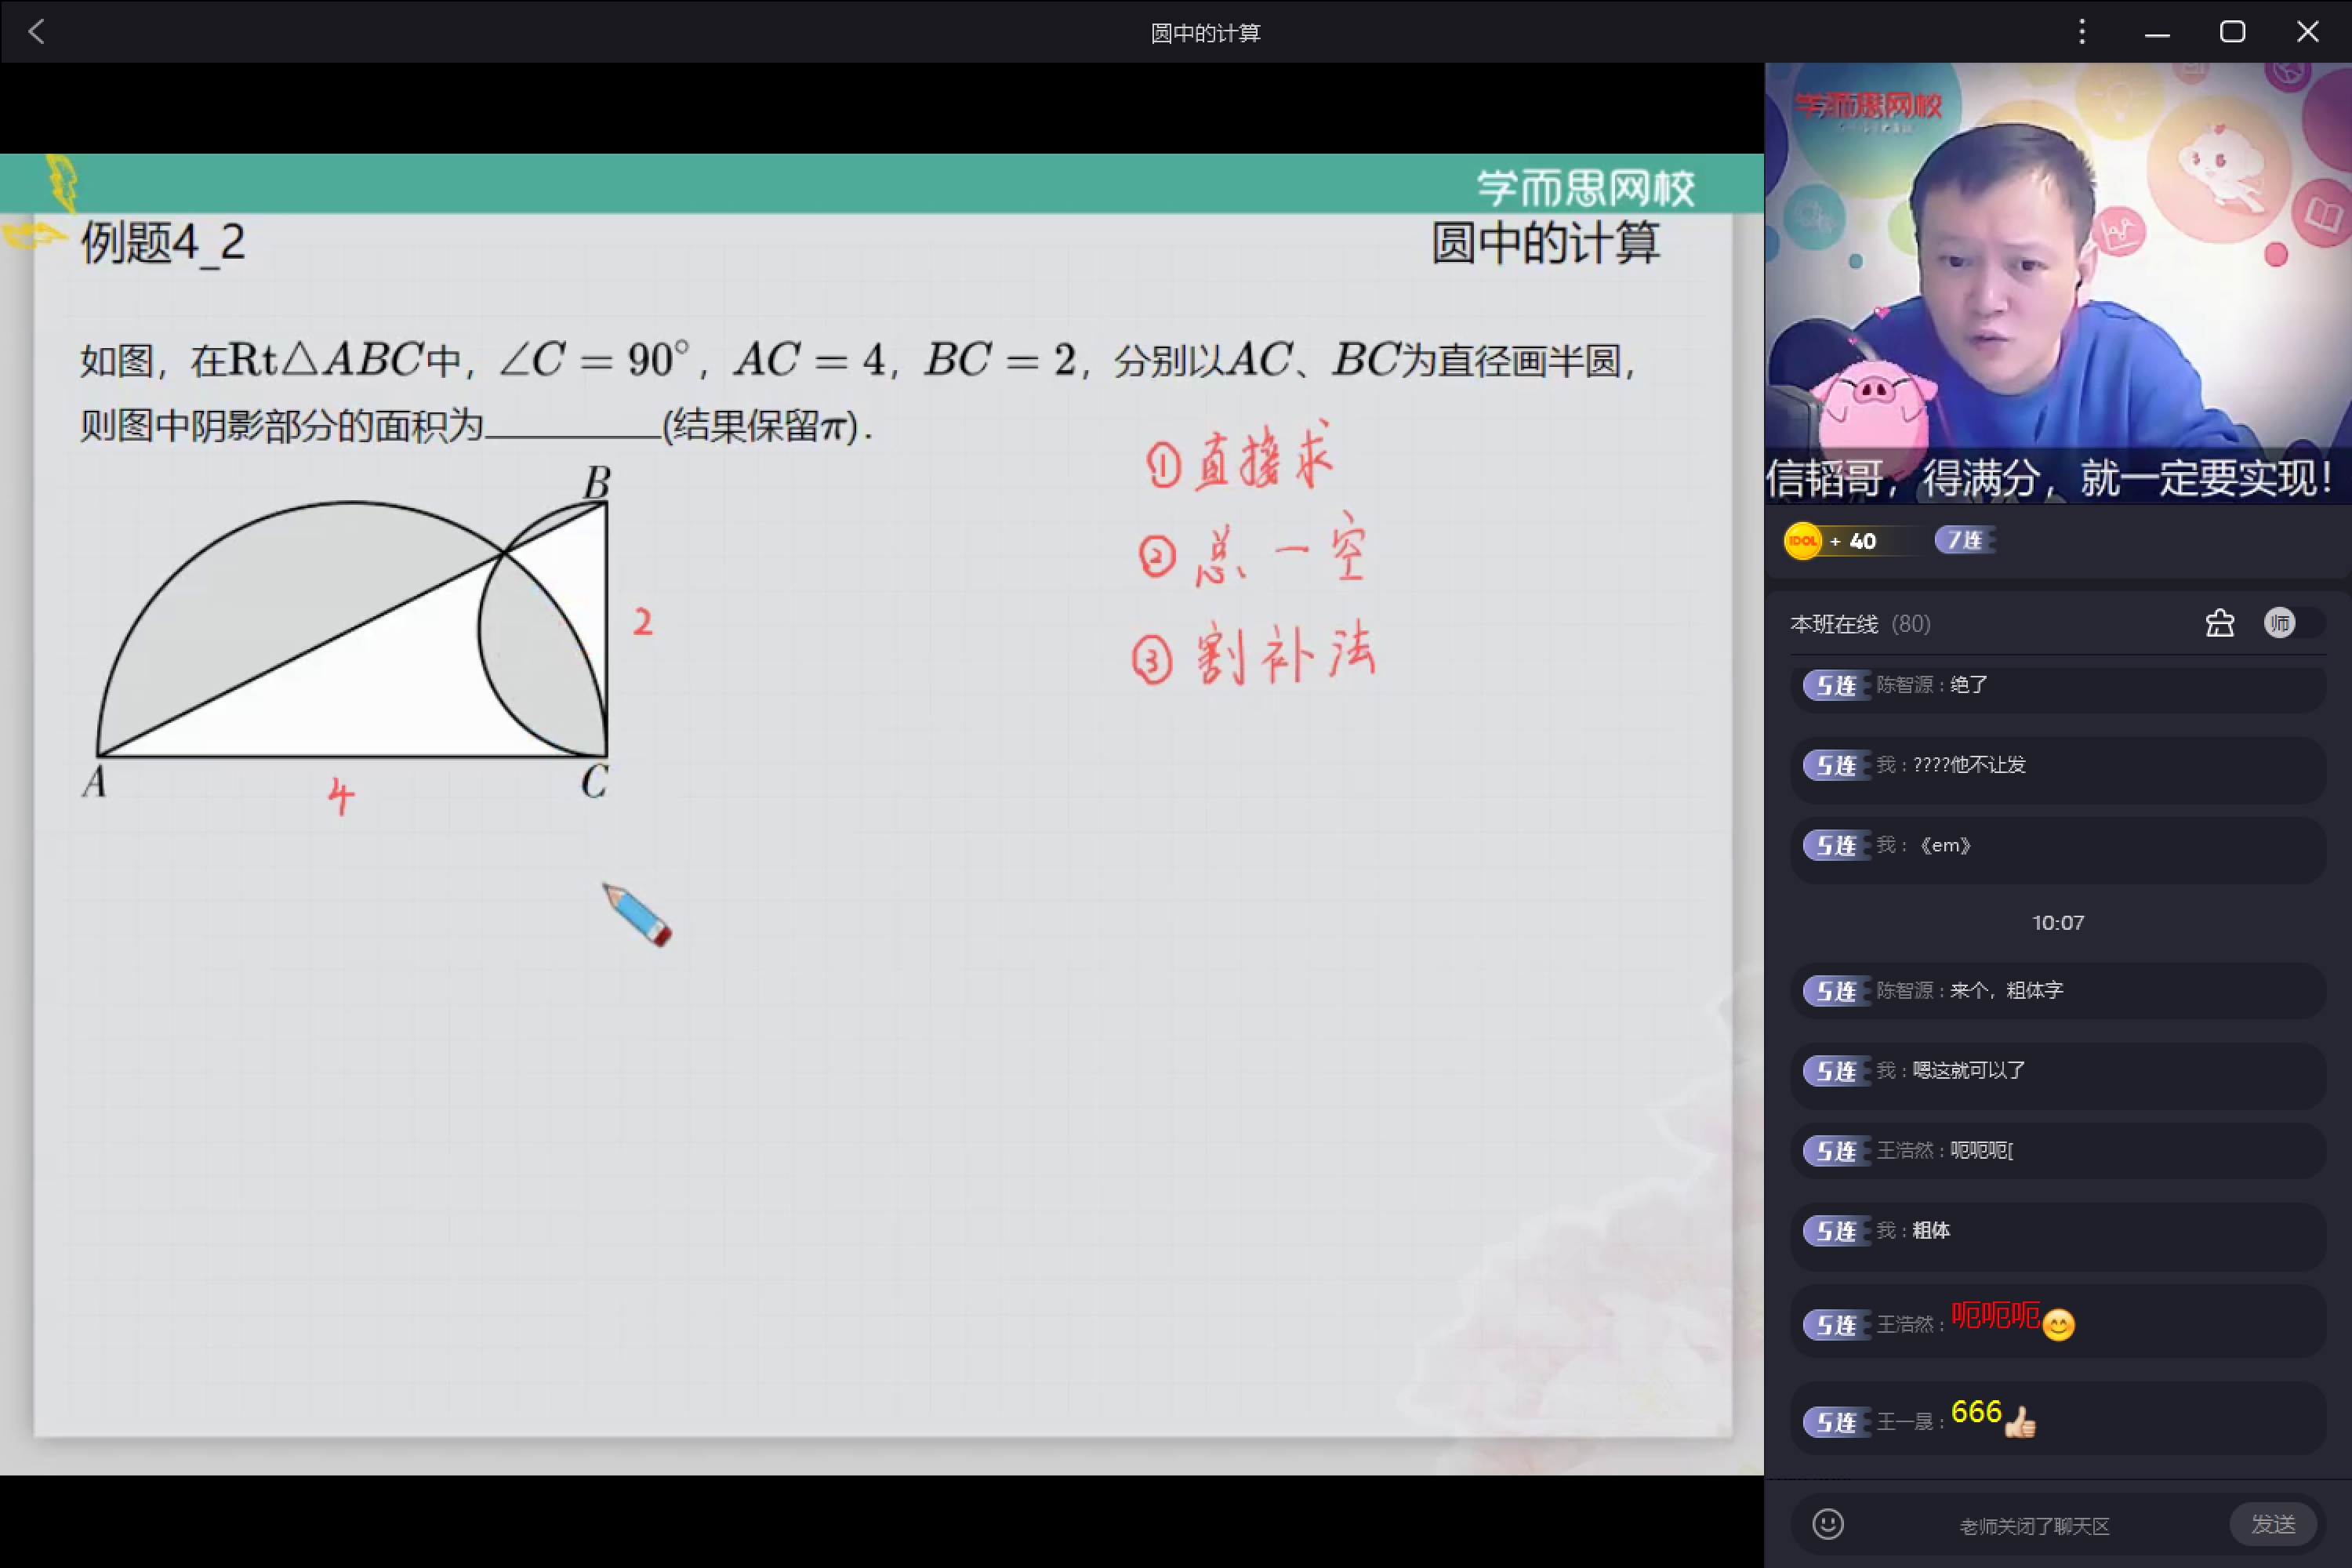 圆中的计算
学而思网校
例题4_2
圆中的计算
如图，在Rt△ABC中，∠C = 90°，AC = 4，BC = 2，分别以AC、BC为直径画半圆，
则图中阴影部分的面积为________(结果保留π)．
①直接求
②总一空
③割补法
B
2
A
4
C
学而思网校
信韬哥，得满分，就一定要实现！
IDOL + 40
7连
本班在线 (80)
师
5连 陈智源：绝了
5连 我：????他不让发
5连 我：《em》
10:07
5连 陈智源：来个，粗体字
5连 我：嗯这就可以了
5连 王浩然：呃呃呃[
5连 我：粗体
5连 王浩然：呃呃呃😊
5连 王一晟：666👍
老师关闭了聊天区
发送